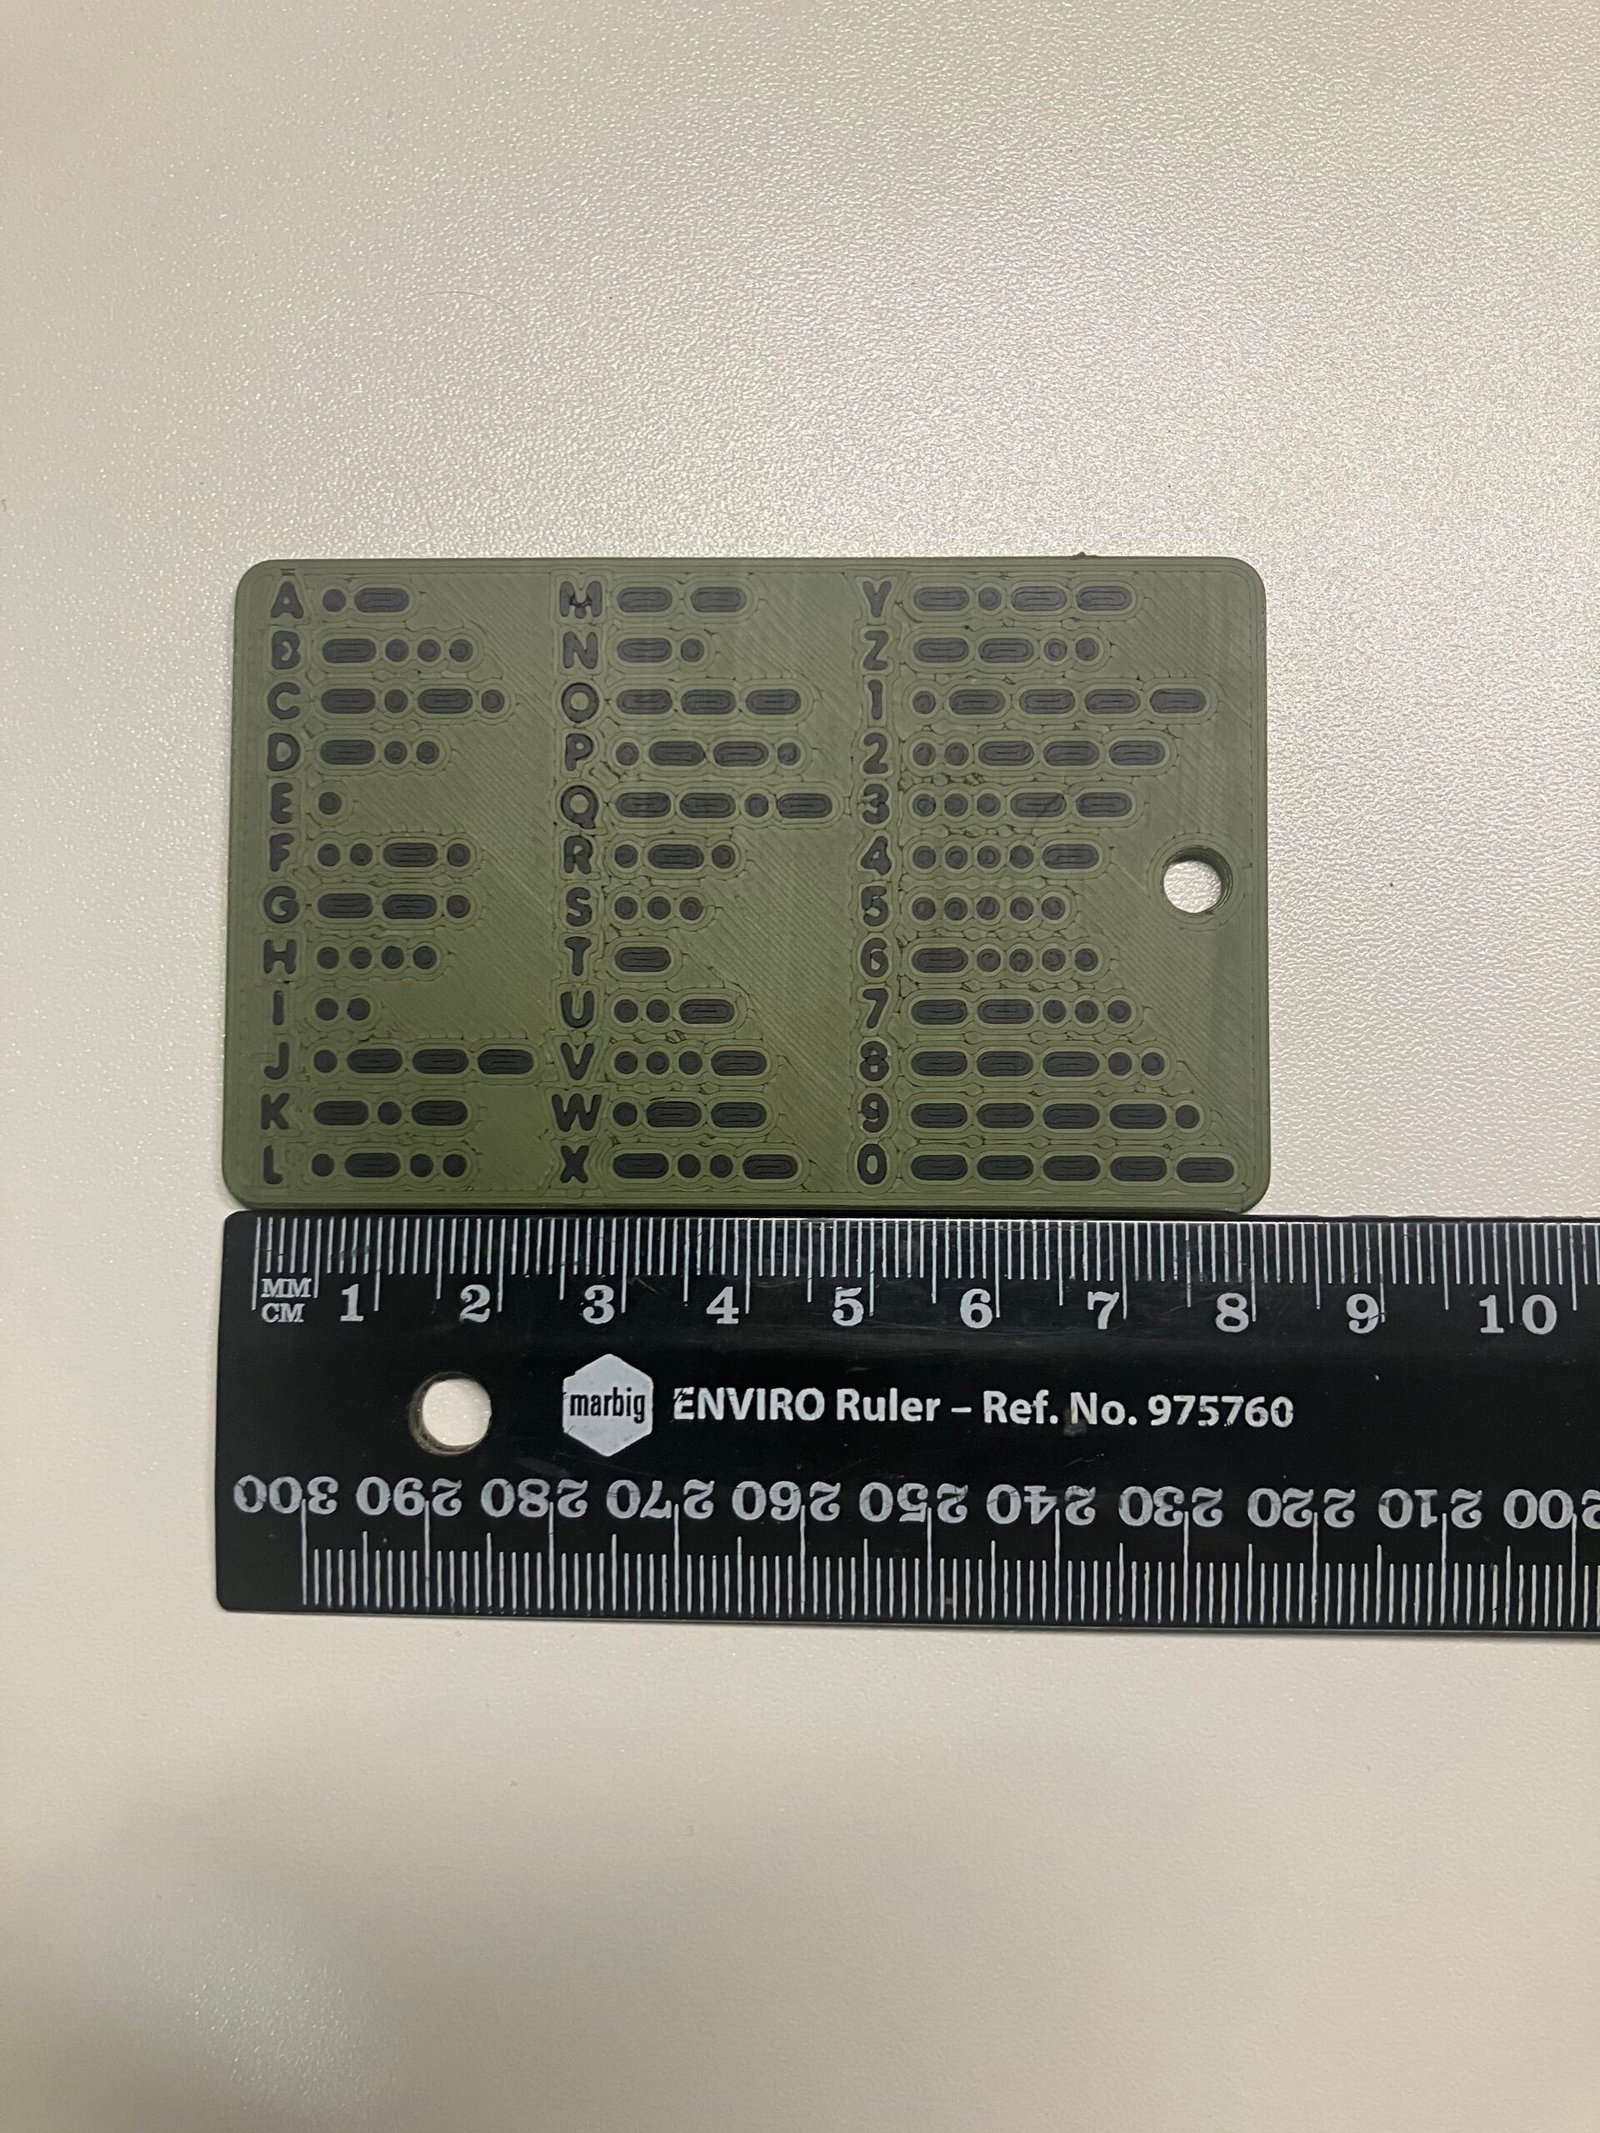 A •—
B —•••
C —•—•
D —••
E •
F ••—•
G ——•
H ••••
I ••
J •———
K —•—
L •—••
M ——
N —•
O ———
P •——•
Q ——•—
R •—•
S •••
T —
U ••—
V •••—
W •——
X —••—
Y —•——
Z ——••
1 •————
2 ••———
3 •••——
4 ••••—
5 •••••
6 —••••
7 ——•••
8 ———••
9 ————•
0 —————
MM 1 2 3 4 5 6 7 8 9 10
CM
marbig ENVIRO Ruler – Ref. No. 975760
300 290 280 270 260 250 240 230 220 210 200